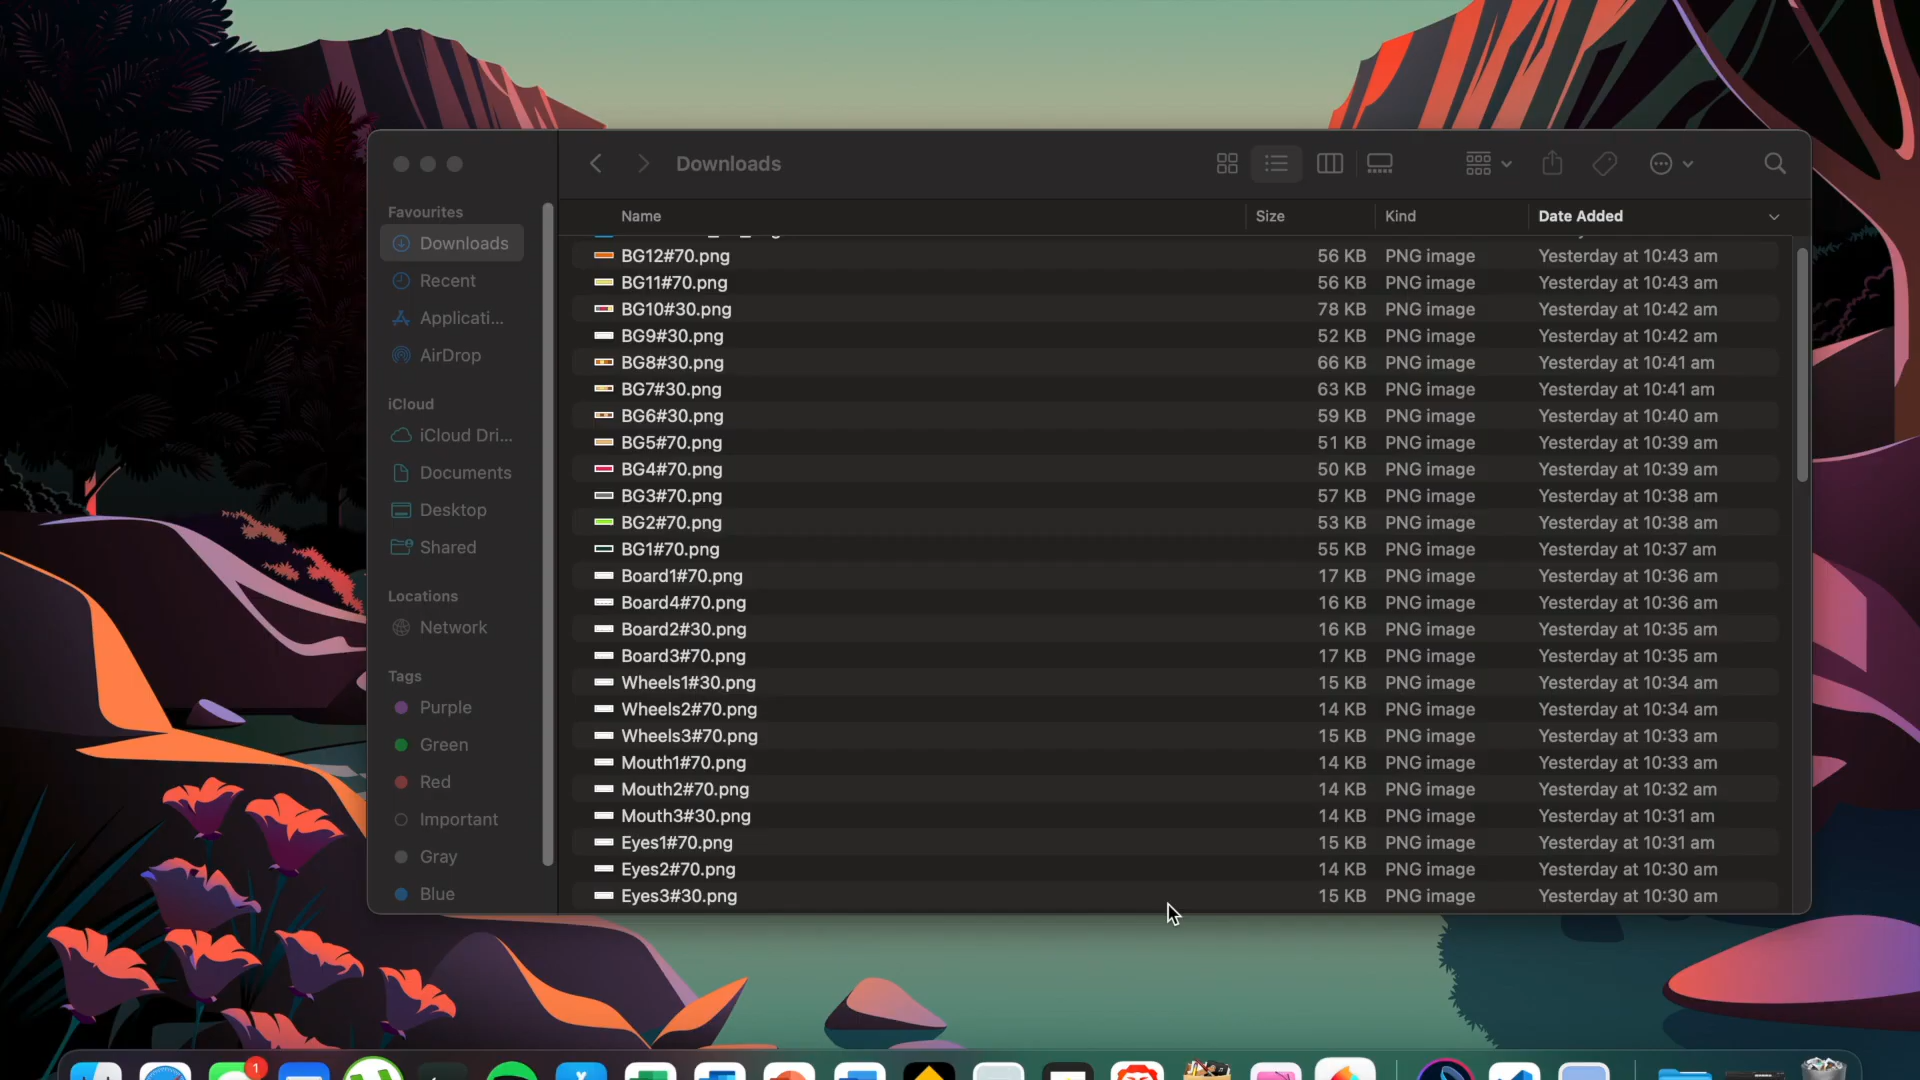 Downloads
Favourites
Downloads
Recent
Applicati...
AirDrop
iCloud
iCloud Dri...
Documents
Desktop
Shared
Locations
Network
Tags
Purple
Green
Red
Important
Gray
Blue
Name Size Kind Date Added
BG12#70.png 56 KB PNG image Yesterday at 10:43 am
BG11#70.png 56 KB PNG image Yesterday at 10:43 am
BG10#30.png 78 KB PNG image Yesterday at 10:42 am
BG9#30.png 52 KB PNG image Yesterday at 10:42 am
BG8#30.png 66 KB PNG image Yesterday at 10:41 am
BG7#30.png 63 KB PNG image Yesterday at 10:41 am
BG6#30.png 59 KB PNG image Yesterday at 10:40 am
BG5#70.png 51 KB PNG image Yesterday at 10:39 am
BG4#70.png 50 KB PNG image Yesterday at 10:39 am
BG3#70.png 57 KB PNG image Yesterday at 10:38 am
BG2#70.png 53 KB PNG image Yesterday at 10:38 am
BG1#70.png 55 KB PNG image Yesterday at 10:37 am
Board1#70.png 17 KB PNG image Yesterday at 10:36 am
Board4#70.png 16 KB PNG image Yesterday at 10:36 am
Board2#30.png 16 KB PNG image Yesterday at 10:35 am
Board3#70.png 17 KB PNG image Yesterday at 10:35 am
Wheels1#30.png 15 KB PNG image Yesterday at 10:34 am
Wheels2#70.png 14 KB PNG image Yesterday at 10:34 am
Wheels3#70.png 15 KB PNG image Yesterday at 10:33 am
Mouth1#70.png 14 KB PNG image Yesterday at 10:33 am
Mouth2#70.png 14 KB PNG image Yesterday at 10:32 am
Mouth3#30.png 14 KB PNG image Yesterday at 10:31 am
Eyes1#70.png 15 KB PNG image Yesterday at 10:31 am
Eyes2#70.png 14 KB PNG image Yesterday at 10:30 am
Eyes3#30.png 15 KB PNG image Yesterday at 10:30 am
1